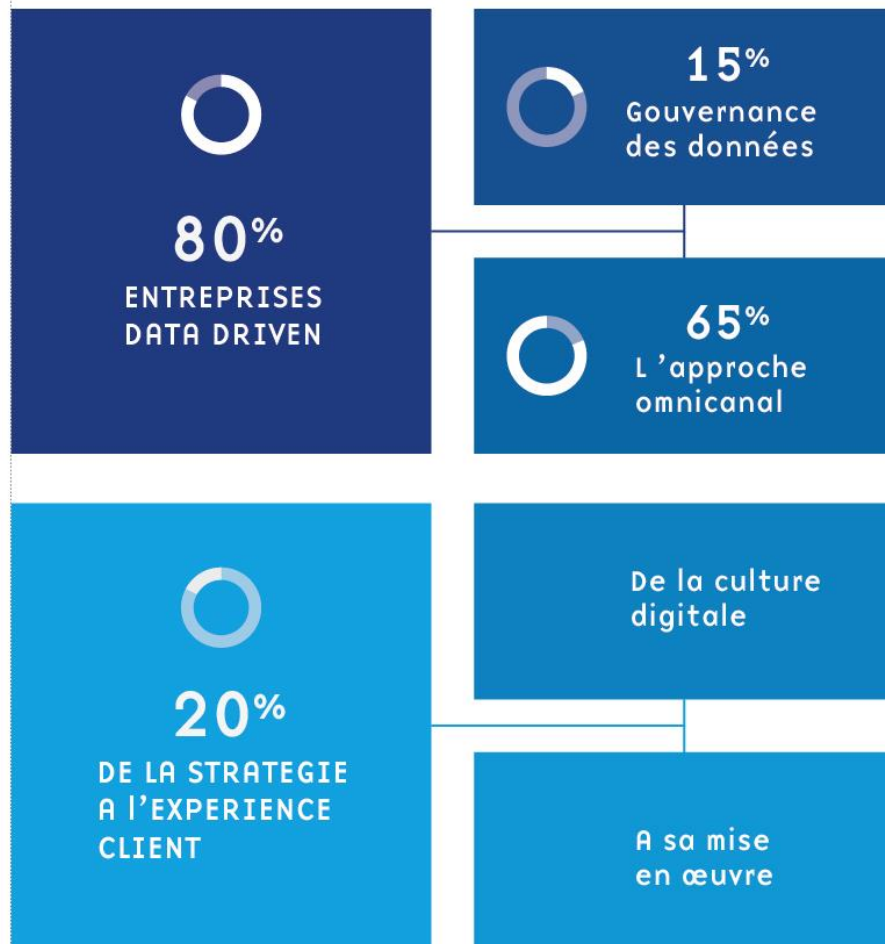 80%
ENTREPRISES
DATA DRIVEN
15%
Gouvernance
des données
65%
L ’approche
omnicanal
20%
DE LA STRATEGIE
A l’EXPERIENCE
CLIENT
De la culture
digitale
A sa mise
en œuvre